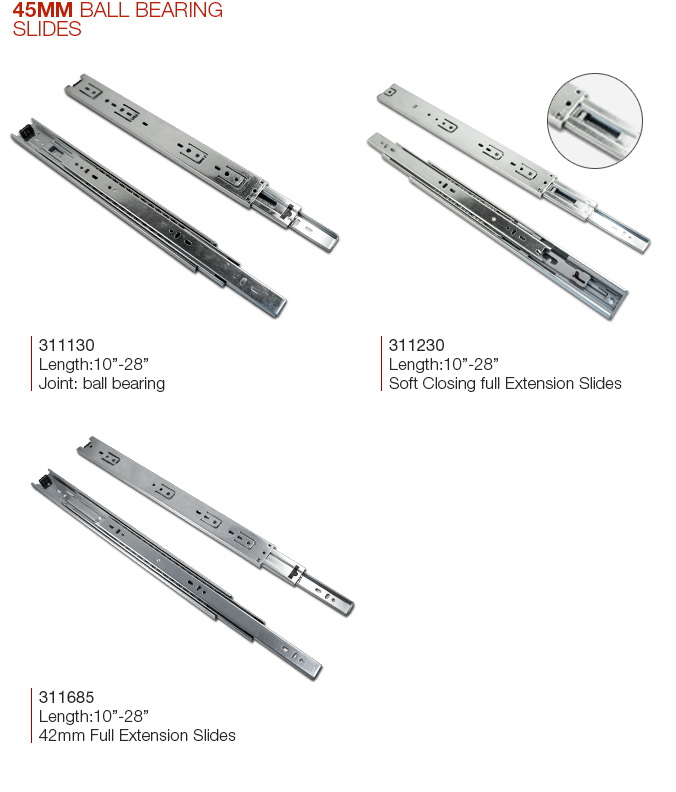 45MM BALL BEARING
SLIDES
311130
Length:10”-28”
Joint: ball bearing
311230
Length:10”-28”
Soft Closing full Extension Slides
311685
Length:10”-28”
42mm Full Extension Slides